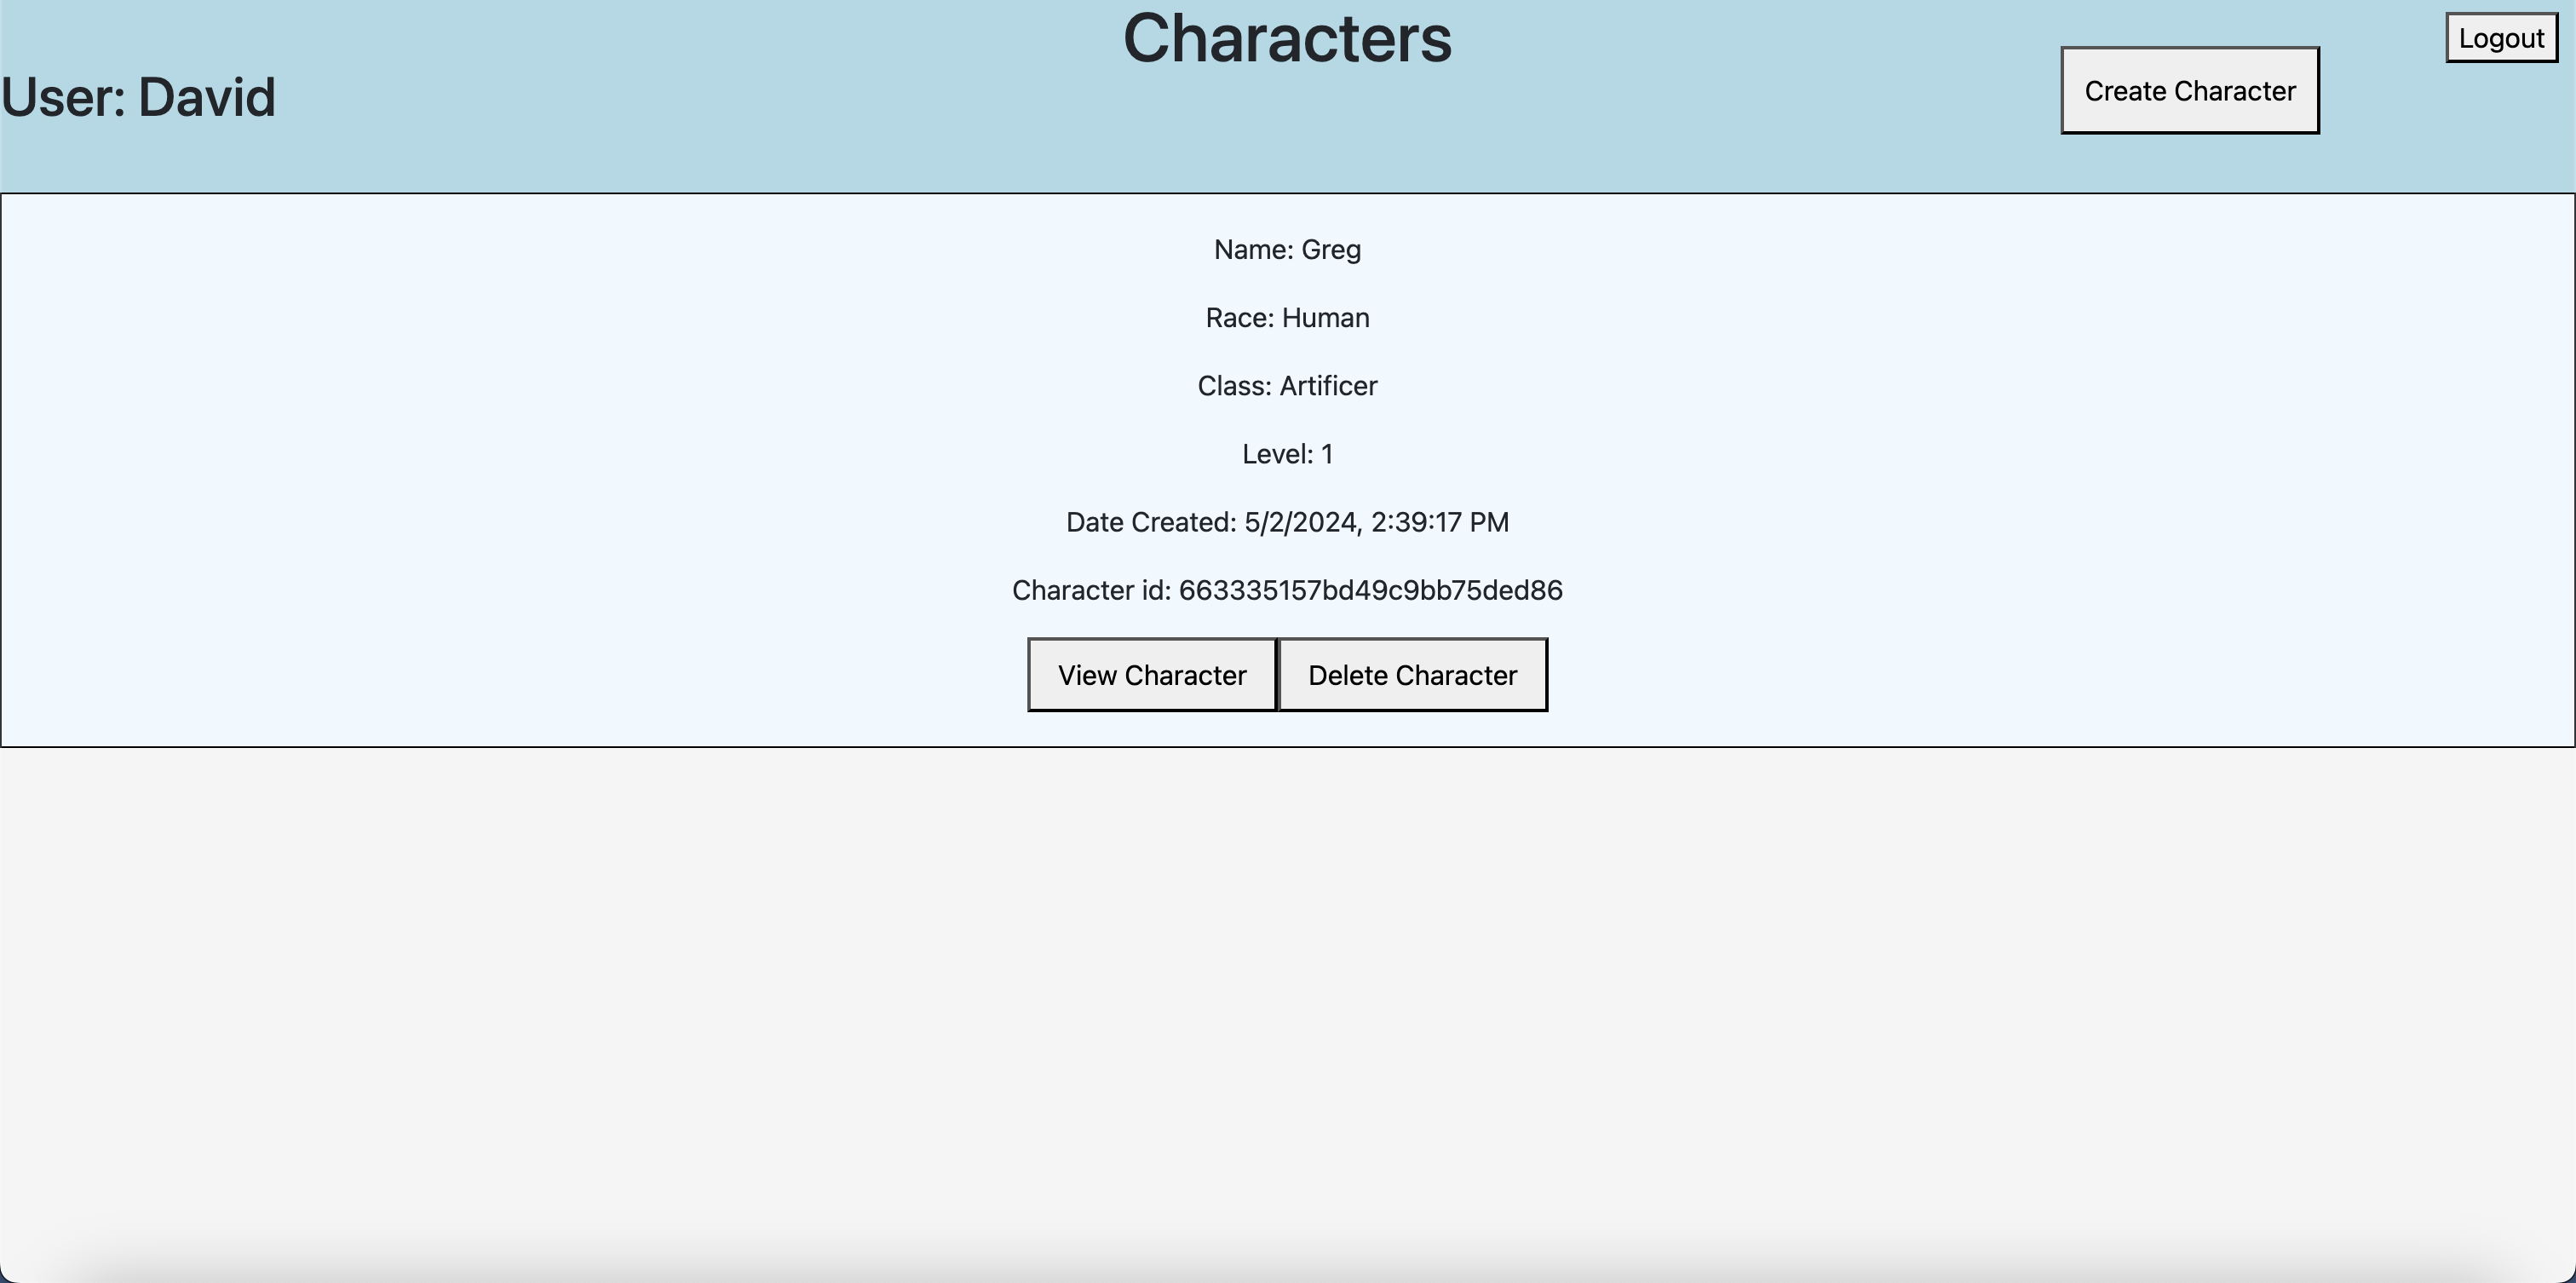 Characters
Logout
User: David
Create Character
Name: Greg
Race: Human
Class: Artificer
Level: 1
Date Created: 5/2/2024, 2:39:17 PM
Character id: 663335157bd49c9bb75ded86
View Character Delete Character